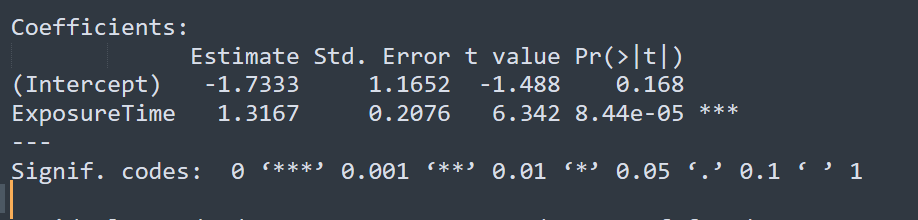 Coefficients:
Estimate Std. Error t value Pr(>|t|)
(Intercept) -1.7333 1.1652 -1.488 0.168
ExposureTime 1.3167 0.2076 6.342 8.44e-05 ***
---
Signif. codes: 0 ‘***’ 0.001 ‘**’ 0.01 ‘*’ 0.05 ‘.’ 0.1 ‘ ’ 1